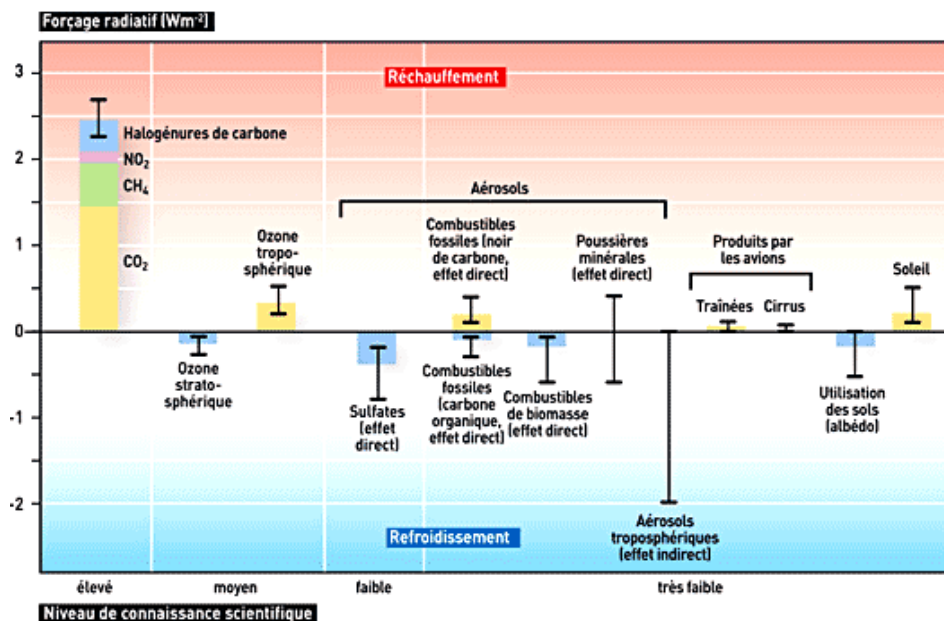 Forçage radiatif (Wm-2)
Réchauffement
3
2
1
0
-1
-2
Halogénures de carbone
NO2
CH4
CO2
Ozone
strato-
sphérique
Ozone
tropo-
sphérique
Aérosols
Sulfates
(effet
direct)
Combustibles
fossiles (noir
de carbone,
effet direct)
Combustibles
fossiles
(carbone
organique,
effet direct)
Combustibles
de biomasse
(effet direct)
Poussières
minérales
(effet direct)
Aérosols
troposphériques
(effet indirect)
Produits par
les avions
Traînées
Cirrus
Utilisation
des sols
(albédo)
Soleil
Refroidissement
élevé
moyen
faible
très faible
Niveau de connaissance scientifique